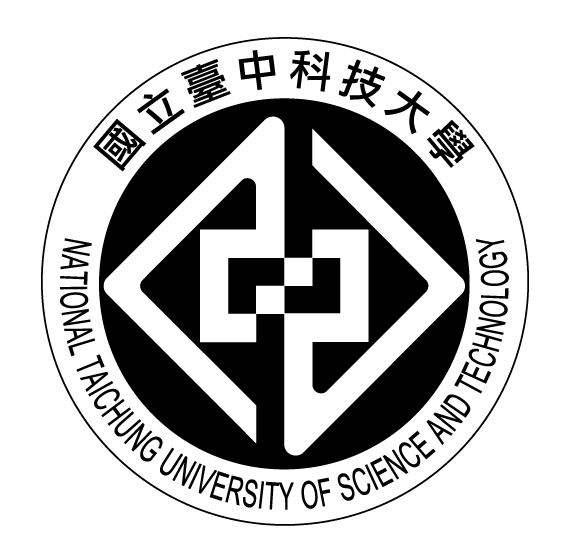 國立臺中科技大學
NATIONAL TAICHUNG UNIVERSITY OF SCIENCE AND TECHNOLOGY